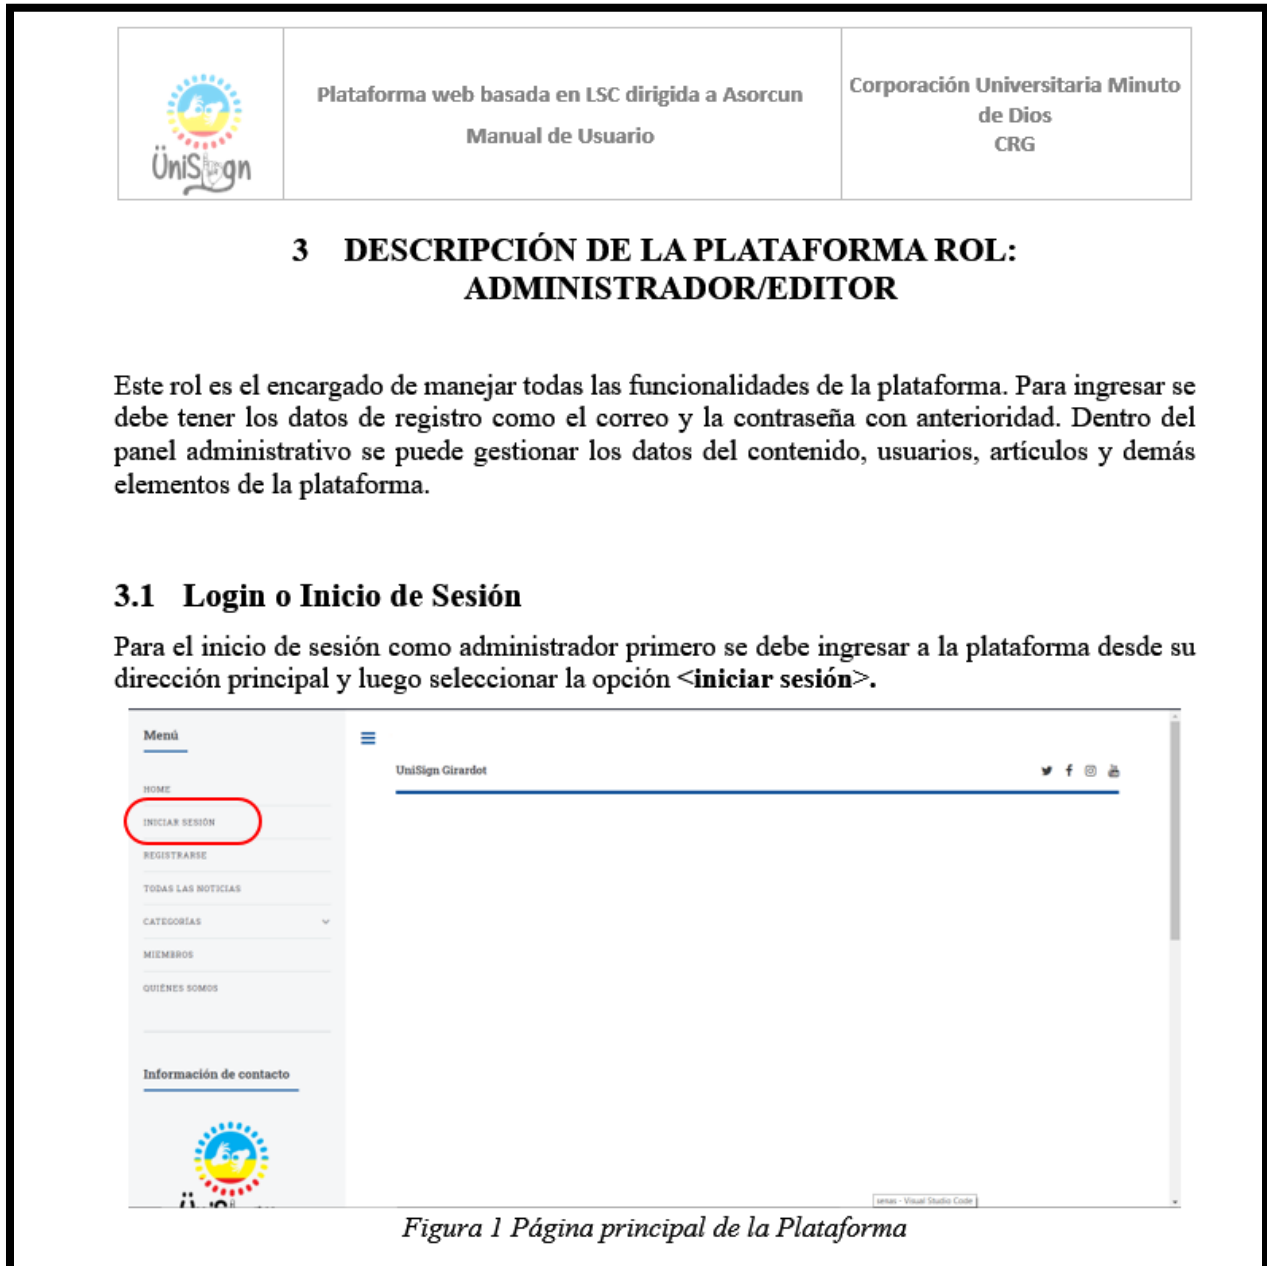 ÜniSign
Plataforma web basada en LSC dirigida a Asorcun
Manual de Usuario
Corporación Universitaria Minuto
de Dios
CRG
3 DESCRIPCIÓN DE LA PLATAFORMA ROL:
ADMINISTRADOR/EDITOR
Este rol es el encargado de manejar todas las funcionalidades de la plataforma. Para ingresar se
debe tener los datos de registro como el correo y la contraseña con anterioridad. Dentro del
panel administrativo se puede gestionar los datos del contenido, usuarios, artículos y demás
elementos de la plataforma.
3.1 Login o Inicio de Sesión
Para el inicio de sesión como administrador primero se debe ingresar a la plataforma desde su
dirección principal y luego seleccionar la opción <iniciar sesión>.
Menú
HOME
INICIAR SESIÓN
REGISTRARSE
TODAS LAS NOTICIAS
CATEGORÍAS
MIEMBROS
QUIÉNES SOMOS
Información de contacto
UniSign Girardot
senas - Visual Studio Code
Figura 1 Página principal de la Plataforma